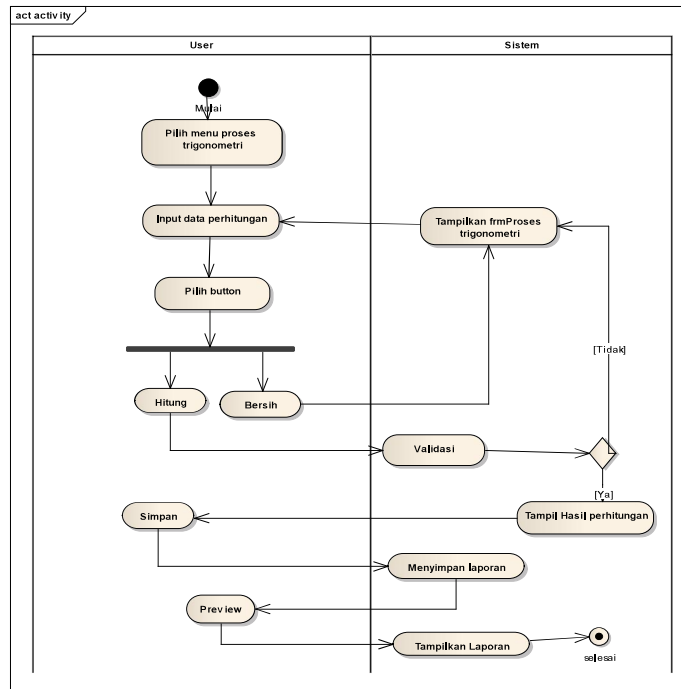 act activity
User
Sistem
Mulai
Pilih menu proses
trigonometri
Input data perhitungan
Tampilkan frmProses
trigonometri
Pilih button
[Tidak]
Hitung
Bersih
Validasi
[Ya]
Simpan
Tampil Hasil perhitungan
Menyimpan laporan
Preview
Tampilkan Laporan
selesai